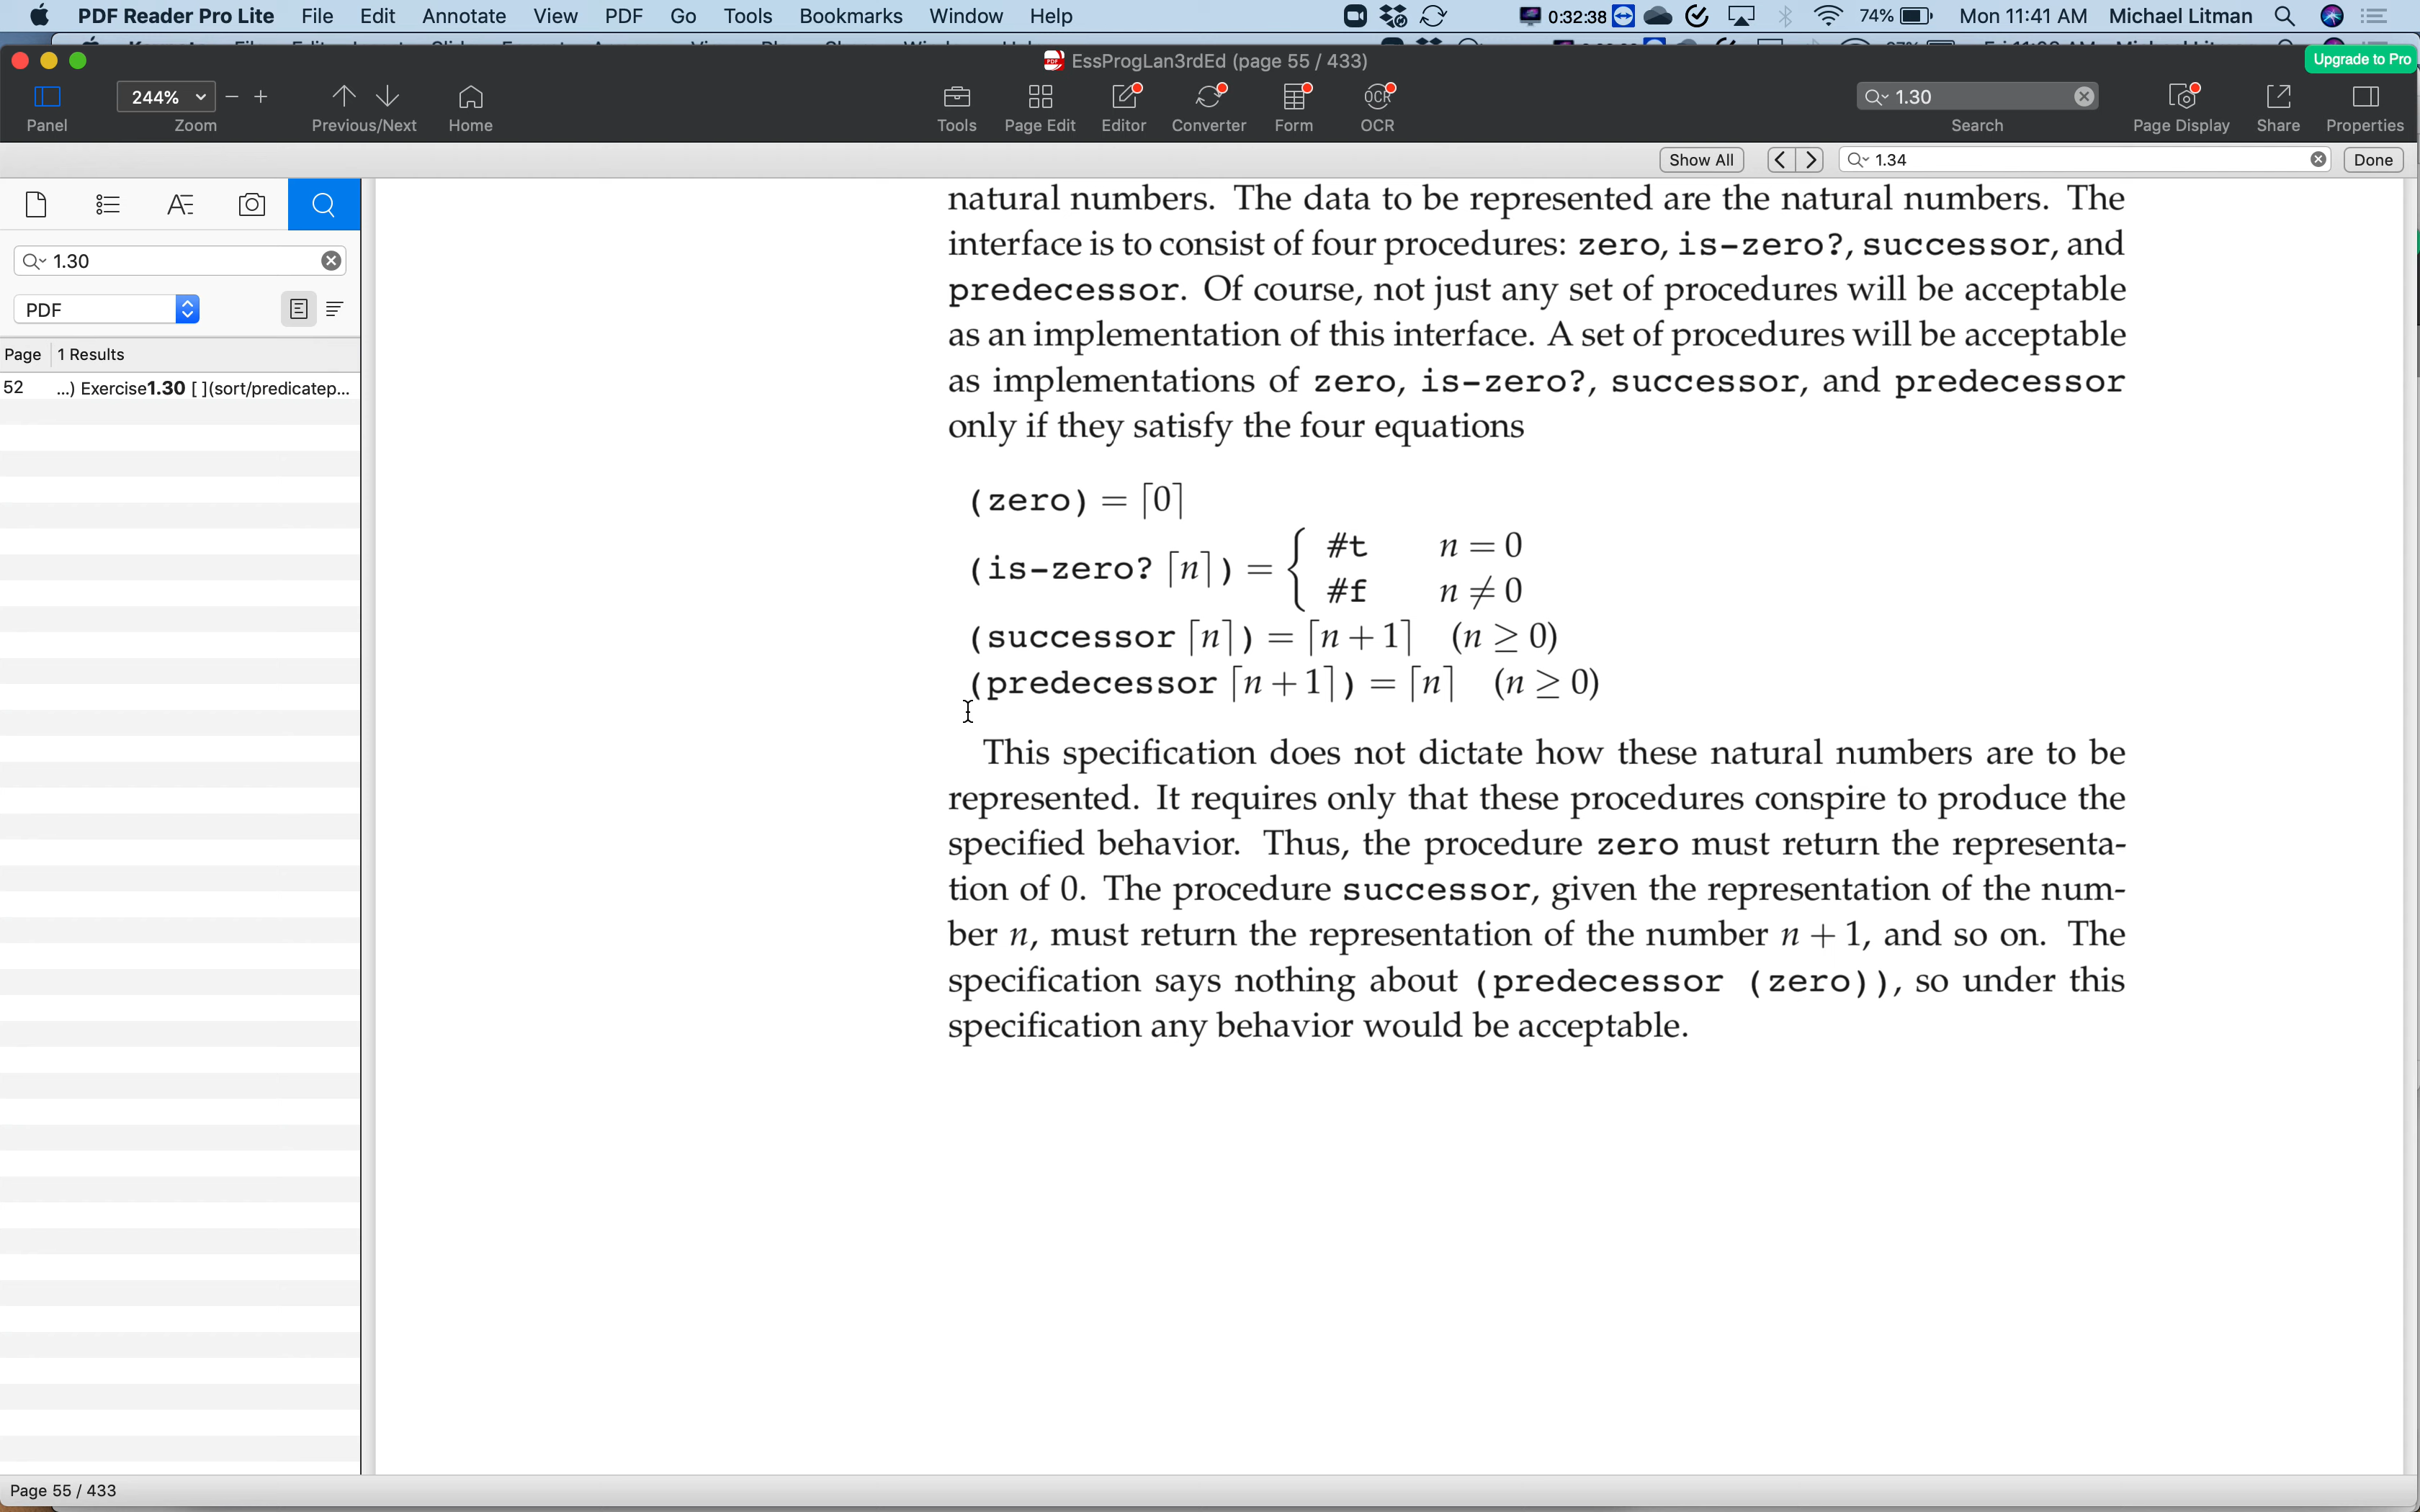 PDF Reader Pro Lite File Edit Annotate View PDF Go Tools Bookmarks Window Help 0:32:38 74% Mon 11:41 AM Michael Litman
EssProgLan3rdEd (page 55 / 433)
Upgrade to Pro
244%
1.30
Panel Zoom Previous/Next Home Tools Page Edit Editor Converter Form OCR Search Page Display Share Properties
Show All 1.34 Done
1.30
PDF
Page 1 Results
52 ...) Exercise1.30 [ ](sort/predicatep...
natural numbers. The data to be represented are the natural numbers. The
interface is to consist of four procedures: zero, is-zero?, successor, and
predecessor. Of course, not just any set of procedures will be acceptable
as an implementation of this interface. A set of procedures will be acceptable
as implementations of zero, is-zero?, successor, and predecessor
only if they satisfy the four equations
(zero) = ⌈0⌉
(is-zero? ⌈n⌉) = { #t n = 0
#f n ≠ 0
(successor ⌈n⌉) = ⌈n + 1⌉ (n ≥ 0)
(predecessor ⌈n + 1⌉) = ⌈n⌉ (n ≥ 0)
This specification does not dictate how these natural numbers are to be
represented. It requires only that these procedures conspire to produce the
specified behavior. Thus, the procedure zero must return the representa-
tion of 0. The procedure successor, given the representation of the num-
ber n, must return the representation of the number n + 1, and so on. The
specification says nothing about (predecessor (zero)), so under this
specification any behavior would be acceptable.
Page 55 / 433